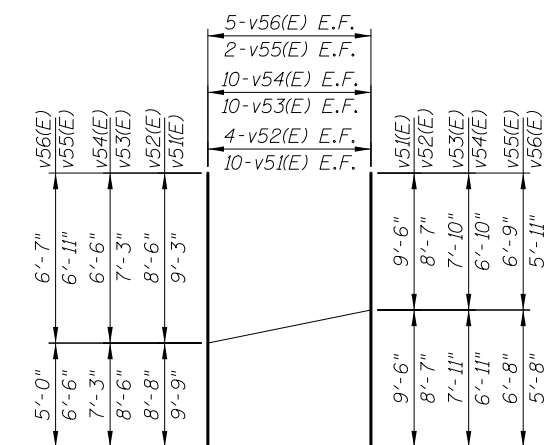 5-v56(E) E.F.
2-v55(E) E.F.
10-v54(E) E.F.
10-v53(E) E.F.
4-v52(E) E.F.
10-v51(E) E.F.
v56(E)
v55(E)
v54(E)
v53(E)
v52(E)
v51(E)
v51(E)
v52(E)
v53(E)
v54(E)
v55(E)
v56(E)
6'-7"
6'-11"
6'-6"
7'-3"
8'-6"
9'-3"
9'-6"
8'-7"
7'-10"
6'-10"
6'-9"
5'-11"
5'-0"
6'-6"
7'-3"
8'-6"
8'-8"
9'-9"
9'-6"
8'-7"
7'-11"
6'-11"
6'-8"
5'-8"